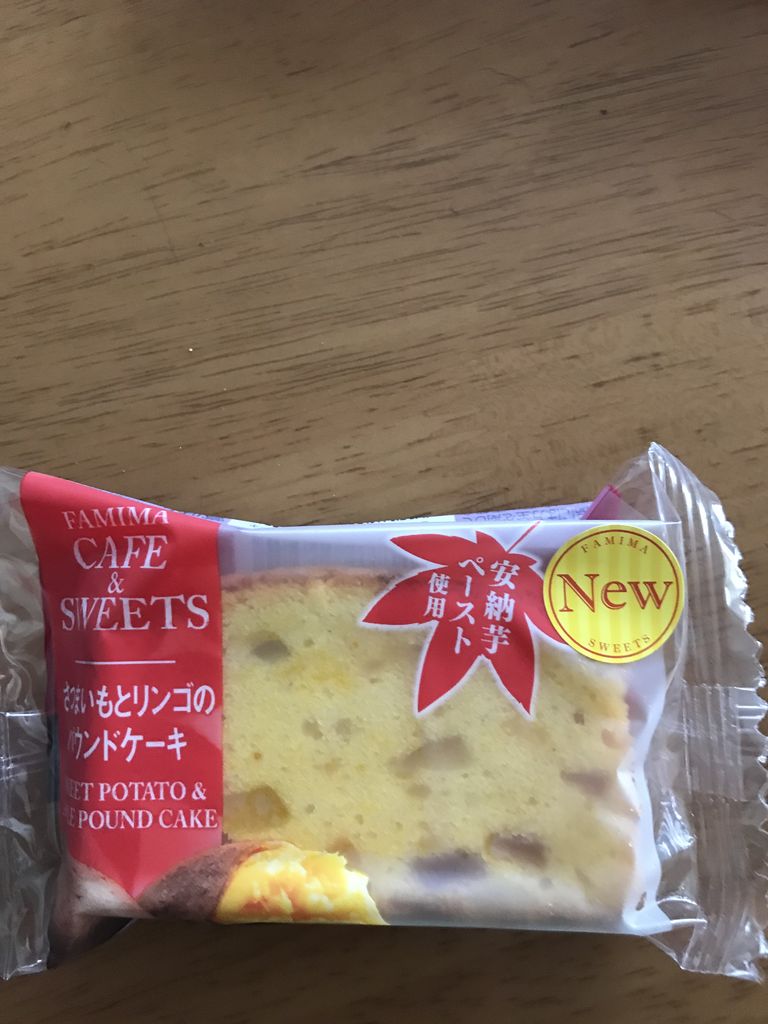 FAMIMA
CAFE
&
SWEETS
さつまいもとリンゴの
パウンドケーキ
POTATO &
POUND CAKE
安納芋
ペースト
使用
FAMIMA
New
SWEETS